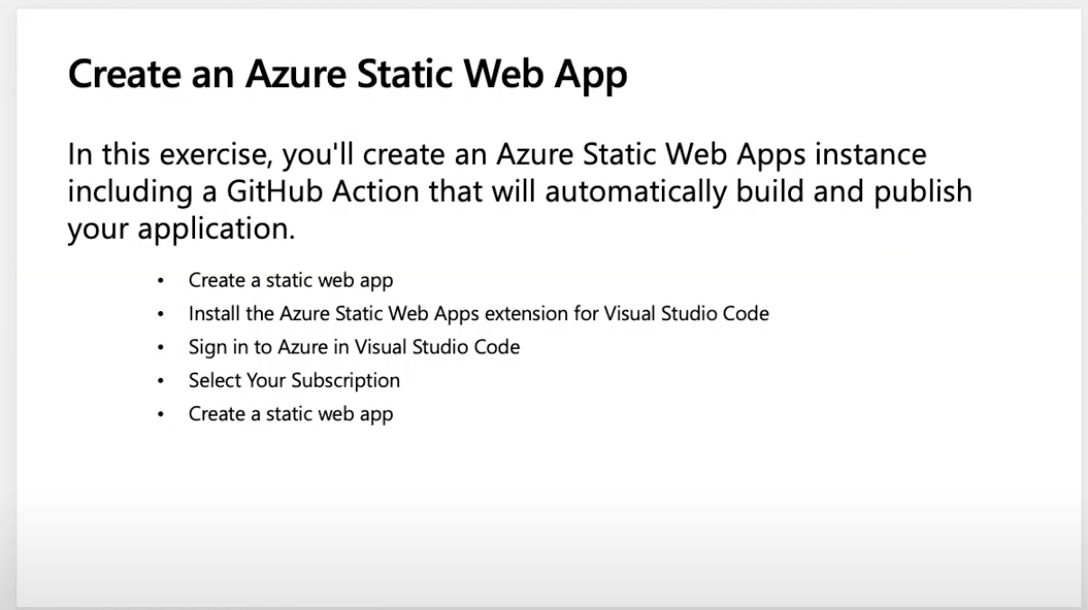 Create an Azure Static Web App
In this exercise, you'll create an Azure Static Web Apps instance
including a GitHub Action that will automatically build and publish
your application.
• Create a static web app
• Install the Azure Static Web Apps extension for Visual Studio Code
• Sign in to Azure in Visual Studio Code
• Select Your Subscription
• Create a static web app